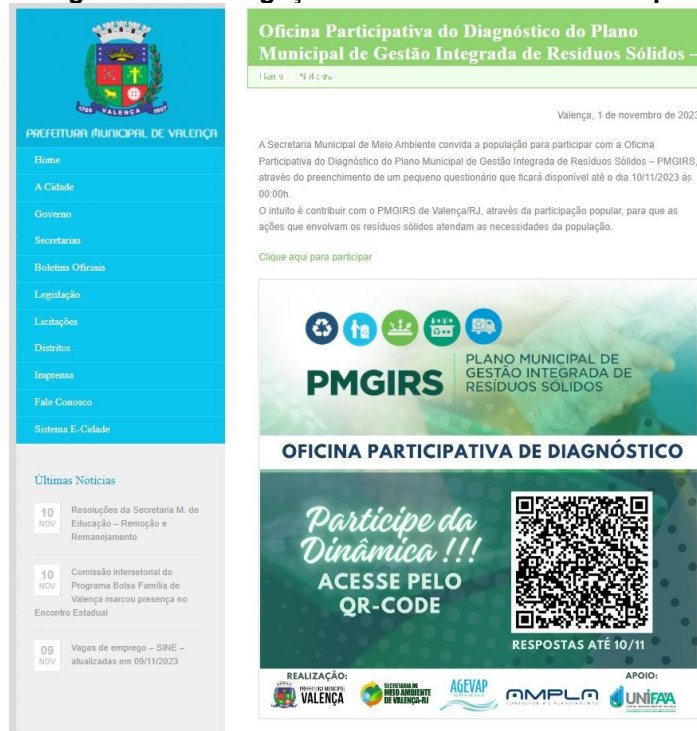 Oficina Participativa do Diagnóstico do Plano
Municipal de Gestão Integrada de Resíduos Sólidos –
Home
Notícias
1789 VALENÇA 1857
PREFEITURA MUNICIPAL DE VALENÇA
Home
A Cidade
Governo
Secretarias
Boletins Oficiais
Legislação
Licitações
Distritos
Imprensa
Fale Conosco
Sistema E-Cidade
Últimas Notícias
10
NOV
Resoluções da Secretaria M. de
Educação – Remoção e
Remanejamento
10
NOV
Comissão intersetorial do
Programa Bolsa Família de
Valença marcou presença no
Encontro Estadual
09
NOV
Vagas de emprego – SINE –
atualizadas em 09/11/2023
Valença, 1 de novembro de 2023
A Secretaria Municipal de Meio Ambiente convida a população para participar com a Oficina
Participativa do Diagnóstico do Plano Municipal de Gestão Integrada de Resíduos Sólidos – PMGIRS,
através do preenchimento de um pequeno questionário que ficará disponível até o dia 10/11/2023 às
00:00h.
O intuito é contribuir com o PMGIRS de Valença/RJ, através da participação popular, para que as
ações que envolvam os resíduos sólidos atendam as necessidades da população.
Clique aqui para participar
PMGIRS
PLANO MUNICIPAL DE
GESTÃO INTEGRADA DE
RESÍDUOS SÓLIDOS
OFICINA PARTICIPATIVA DE DIAGNÓSTICO
Participe da
Dinâmica !!!
ACESSE PELO
QR-CODE
RESPOSTAS ATÉ 10/11
REALIZAÇÃO:
PREFEITURA MUNICIPAL
VALENÇA
SECRETARIA DE
MEIO AMBIENTE
DE VALENÇA-RJ
AGEVAP
AMPLA
CONSULTORIA E PLANEJAMENTO
APOIO:
UNIFAA